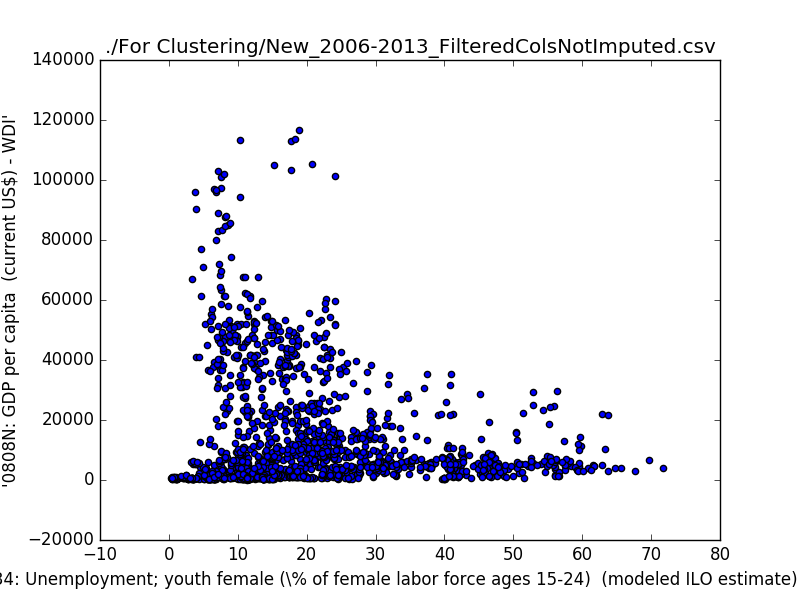 ./For Clustering/New_2006-2013_FilteredColsNotImputed.csv
140000
120000
100000
80000
60000
40000
20000
0
−20000
'0808N: GDP per capita  (current US$) - WDI'
−10 0 10 20 30 40 50 60 70 80
34: Unemployment; youth female (\% of female labor force ages 15-24)  (modeled ILO estimate)